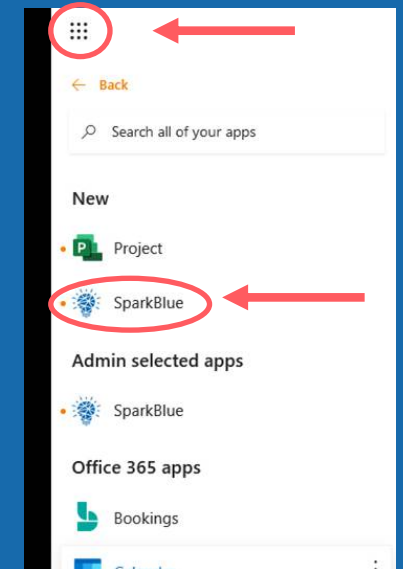 Back
Search all of your apps
New
Project
SparkBlue
Admin selected apps
SparkBlue
Office 365 apps
Bookings